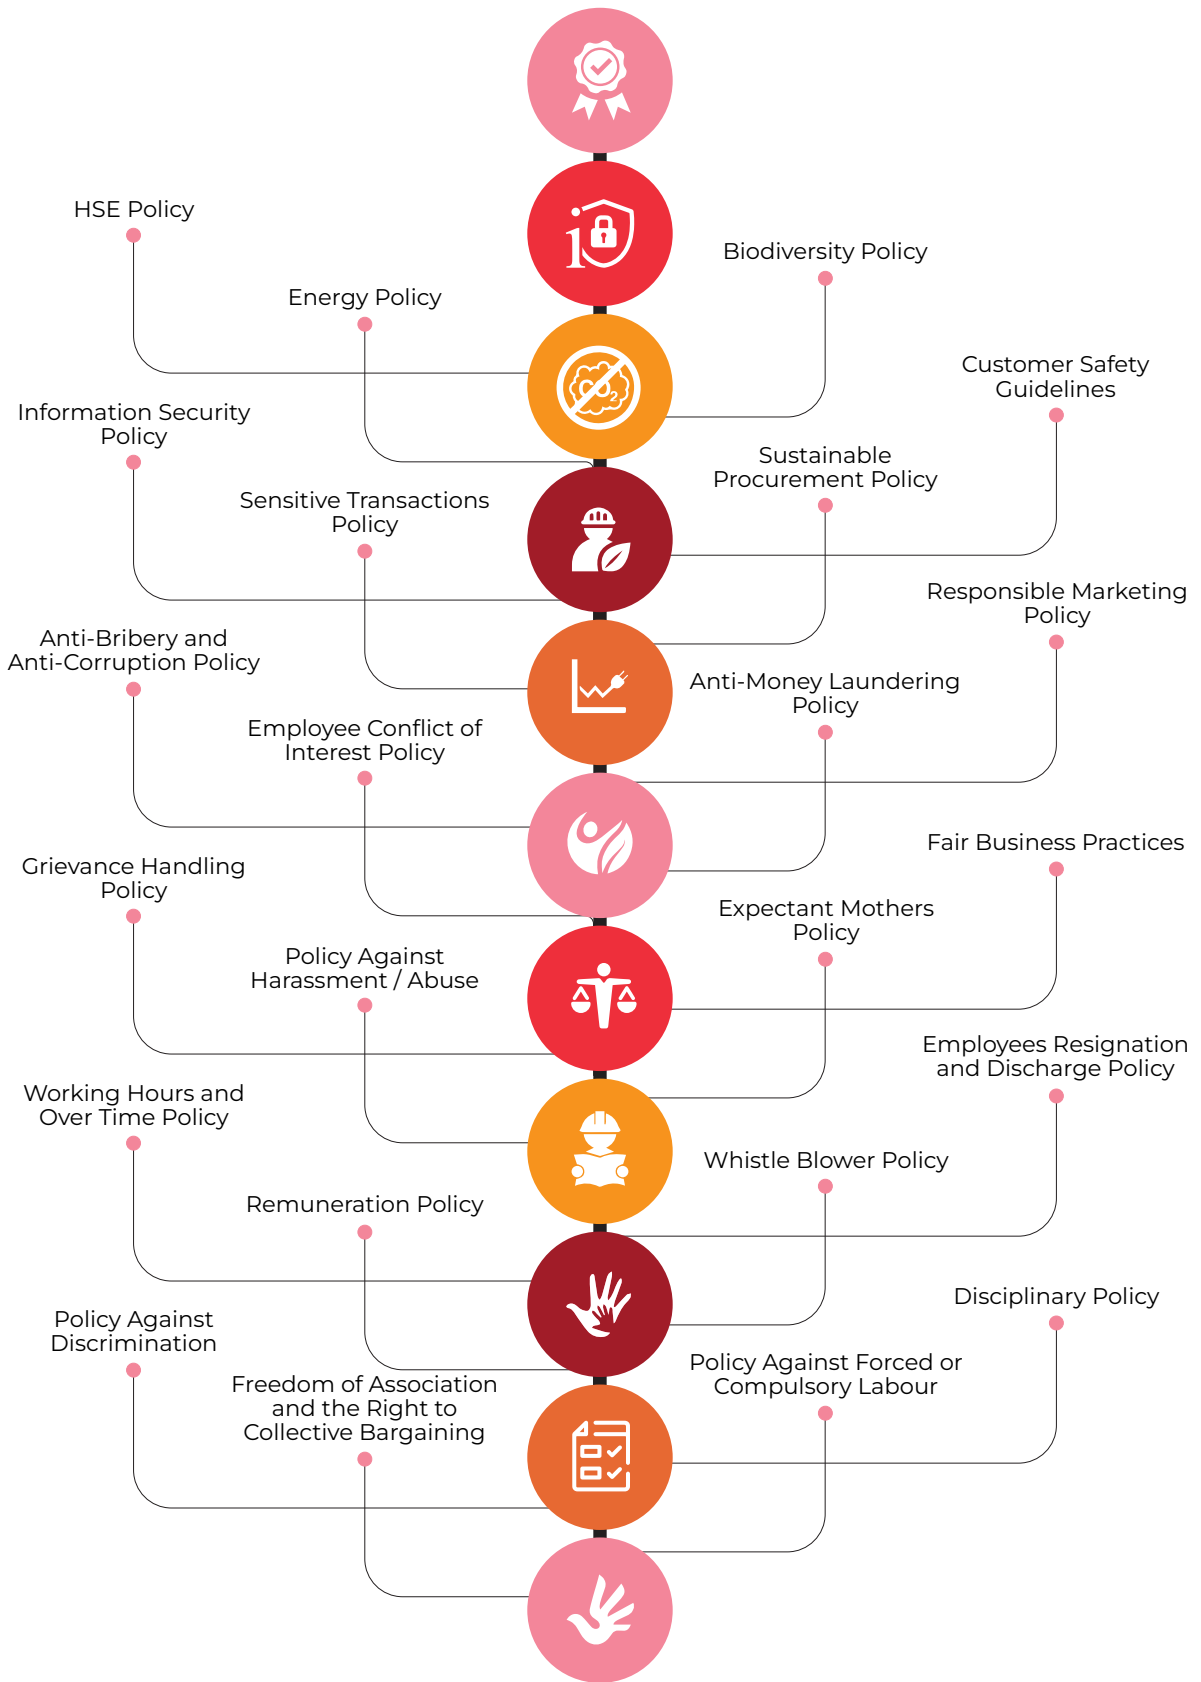 HSE Policy
Biodiversity Policy
Energy Policy
Customer Safety
Guidelines
CO2
Information Security
Policy
Sustainable
Procurement Policy
Sensitive Transactions
Policy
Responsible Marketing
Policy
Anti-Bribery and
Anti-Corruption Policy
Anti-Money Laundering
Policy
Employee Conflict of
Interest Policy
Fair Business Practices
Grievance Handling
Policy
Expectant Mothers
Policy
Policy Against
Harassment / Abuse
Employees Resignation
and Discharge Policy
Working Hours and
Over Time Policy
Whistle Blower Policy
Remuneration Policy
Disciplinary Policy
Policy Against
Discrimination
Policy Against Forced or
Compulsory Labour
Freedom of Association
and the Right to
Collective Bargaining